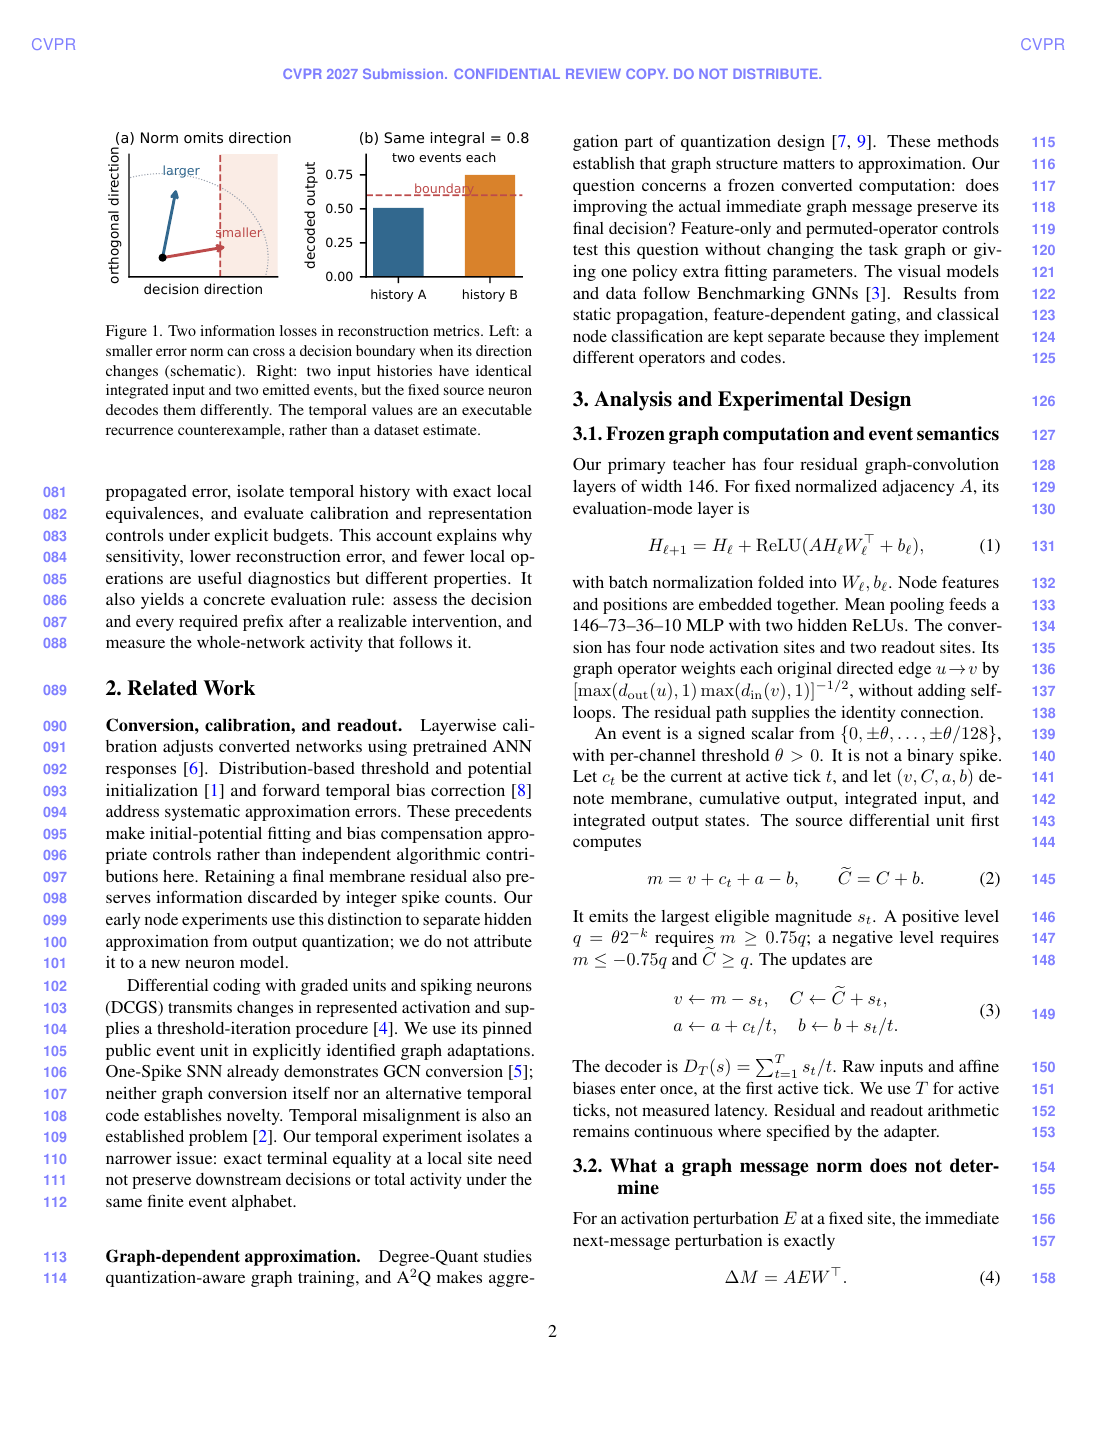 CVPR
CVPR
CVPR 2027 Submission. CONFIDENTIAL REVIEW COPY. DO NOT DISTRIBUTE.
(a) Norm omits direction
larger
smaller
orthogonal direction
decision direction
(b) Same integral = 0.8
two events each
boundary
decoded output
0.75
0.50
0.25
0.00
history A
history B
Figure 1. Two information losses in reconstruction metrics. Left: a
smaller error norm can cross a decision boundary when its direction
changes (schematic). Right: two input histories have identical
integrated input and two emitted events, but the fixed source neuron
decodes them differently. The temporal values are an executable
recurrence counterexample, rather than a dataset estimate.
081 propagated error, isolate temporal history with exact local
082 equivalences, and evaluate calibration and representation
083 controls under explicit budgets. This account explains why
084 sensitivity, lower reconstruction error, and fewer local op-
085 erations are useful diagnostics but different properties. It
086 also yields a concrete evaluation rule: assess the decision
087 and every required prefix after a realizable intervention, and
088 measure the whole-network activity that follows it.
089 2. Related Work
090 Conversion, calibration, and readout. Layerwise cali-
091 bration adjusts converted networks using pretrained ANN
092 responses [6]. Distribution-based threshold and potential
093 initialization [1] and forward temporal bias correction [8]
094 address systematic approximation errors. These precedents
095 make initial-potential fitting and bias compensation appro-
096 priate controls rather than independent algorithmic contri-
097 butions here. Retaining a final membrane residual also pre-
098 serves information discarded by integer spike counts. Our
099 early node experiments use this distinction to separate hidden
100 approximation from output quantization; we do not attribute
101 it to a new neuron model.
102 Differential coding with graded units and spiking neurons
103 (DCGS) transmits changes in represented activation and sup-
104 plies a threshold-iteration procedure [4]. We use its pinned
105 public event unit in explicitly identified graph adaptations.
106 One-Spike SNN already demonstrates GCN conversion [5];
107 neither graph conversion itself nor an alternative temporal
108 code establishes novelty. Temporal misalignment is also an
109 established problem [2]. Our temporal experiment isolates a
110 narrower issue: exact terminal equality at a local site need
111 not preserve downstream decisions or total activity under the
112 same finite event alphabet.
113 Graph-dependent approximation. Degree-Quant studies
114 quantization-aware graph training, and A²Q makes aggre-
gation part of quantization design [7, 9]. These methods 115
establish that graph structure matters to approximation. Our 116
question concerns a frozen converted computation: does 117
improving the actual immediate graph message preserve its 118
final decision? Feature-only and permuted-operator controls 119
test this question without changing the task graph or giv- 120
ing one policy extra fitting parameters. The visual models 121
and data follow Benchmarking GNNs [3]. Results from 122
static propagation, feature-dependent gating, and classical 123
node classification are kept separate because they implement 124
different operators and codes. 125
3. Analysis and Experimental Design 126
3.1. Frozen graph computation and event semantics 127
Our primary teacher has four residual graph-convolution 128
layers of width 146. For fixed normalized adjacency A, its 129
evaluation-mode layer is 130
H_{ℓ+1} = H_ℓ + ReLU(AH_ℓW_ℓ^⊤ + b_ℓ), (1) 131
with batch normalization folded into W_ℓ, b_ℓ. Node features 132
and positions are embedded together. Mean pooling feeds a 133
146–73–36–10 MLP with two hidden ReLUs. The conver- 134
sion has four node activation sites and two readout sites. Its 135
graph operator weights each original directed edge u→v by 136
[max(d_out(u), 1) max(d_in(v), 1)]^{−1/2}, without adding self- 137
loops. The residual path supplies the identity connection. 138
An event is a signed scalar from {0, ±θ, . . . , ±θ/128}, 139
with per-channel threshold θ > 0. It is not a binary spike. 140
Let c_t be the current at active tick t, and let (v, C, a, b) de- 141
note membrane, cumulative output, integrated input, and 142
integrated output states. The source differential unit first 143
computes 144
m = v + c_t + a − b, C̃ = C + b. (2) 145
It emits the largest eligible magnitude s_t. A positive level 146
q = θ2^{−k} requires m ≥ 0.75q; a negative level requires 147
m ≤ −0.75q and C̃ ≥ q. The updates are 148
v ← m − s_t, C ← C̃ + s_t,
a ← a + c_t/t, b ← b + s_t/t. (3) 149
The decoder is D_T(s) = ∑_{t=1}^{T} s_t/t. Raw inputs and affine 150
biases enter once, at the first active tick. We use T for active 151
ticks, not measured latency. Residual and readout arithmetic 152
remains continuous where specified by the adapter. 153
3.2. What a graph message norm does not deter- 154
mine 155
For an activation perturbation E at a fixed site, the immediate 156
next-message perturbation is exactly 157
ΔM = AEW^⊤. (4) 158
2